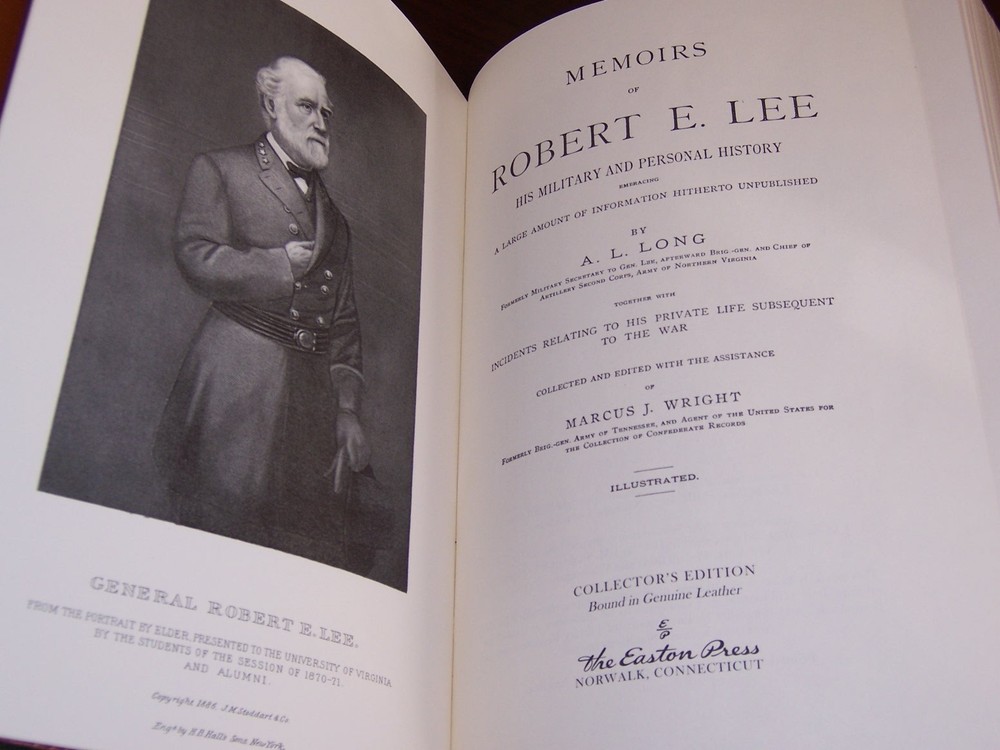 GENERAL ROBERT E. LEE.
FROM THE PORTRAIT BY ELDER, PRESENTED TO THE UNIVERSITY OF VIRGINIA
BY THE STUDENTS OF THE SESSION OF 1870-71.
AND ALUMNI.
Copyright, 1886, J.M. Stoddart & Co.
Engd by H.B. Hall's Sons, New York.
MEMOIRS
OF
ROBERT E. LEE
HIS MILITARY AND PERSONAL HISTORY
EMBRACING
A LARGE AMOUNT OF INFORMATION HITHERTO UNPUBLISHED
BY
A. L. LONG
FORMERLY MILITARY SECRETARY TO GEN. LEE, AFTERWARD BRIG.-GEN. AND CHIEF OF
ARTILLERY SECOND CORPS, ARMY OF NORTHERN VIRGINIA
TOGETHER WITH
INCIDENTS RELATING TO HIS PRIVATE LIFE SUBSEQUENT
TO THE WAR
COLLECTED AND EDITED WITH THE ASSISTANCE
OF
MARCUS J. WRIGHT
FORMERLY BRIG.-GEN. ARMY OF TENNESSEE, AND AGENT OF THE UNITED STATES FOR
THE COLLECTION OF CONFEDERATE RECORDS
ILLUSTRATED.
COLLECTOR'S EDITION
Bound in Genuine Leather
E
P
the Easton Press
NORWALK, CONNECTICUT